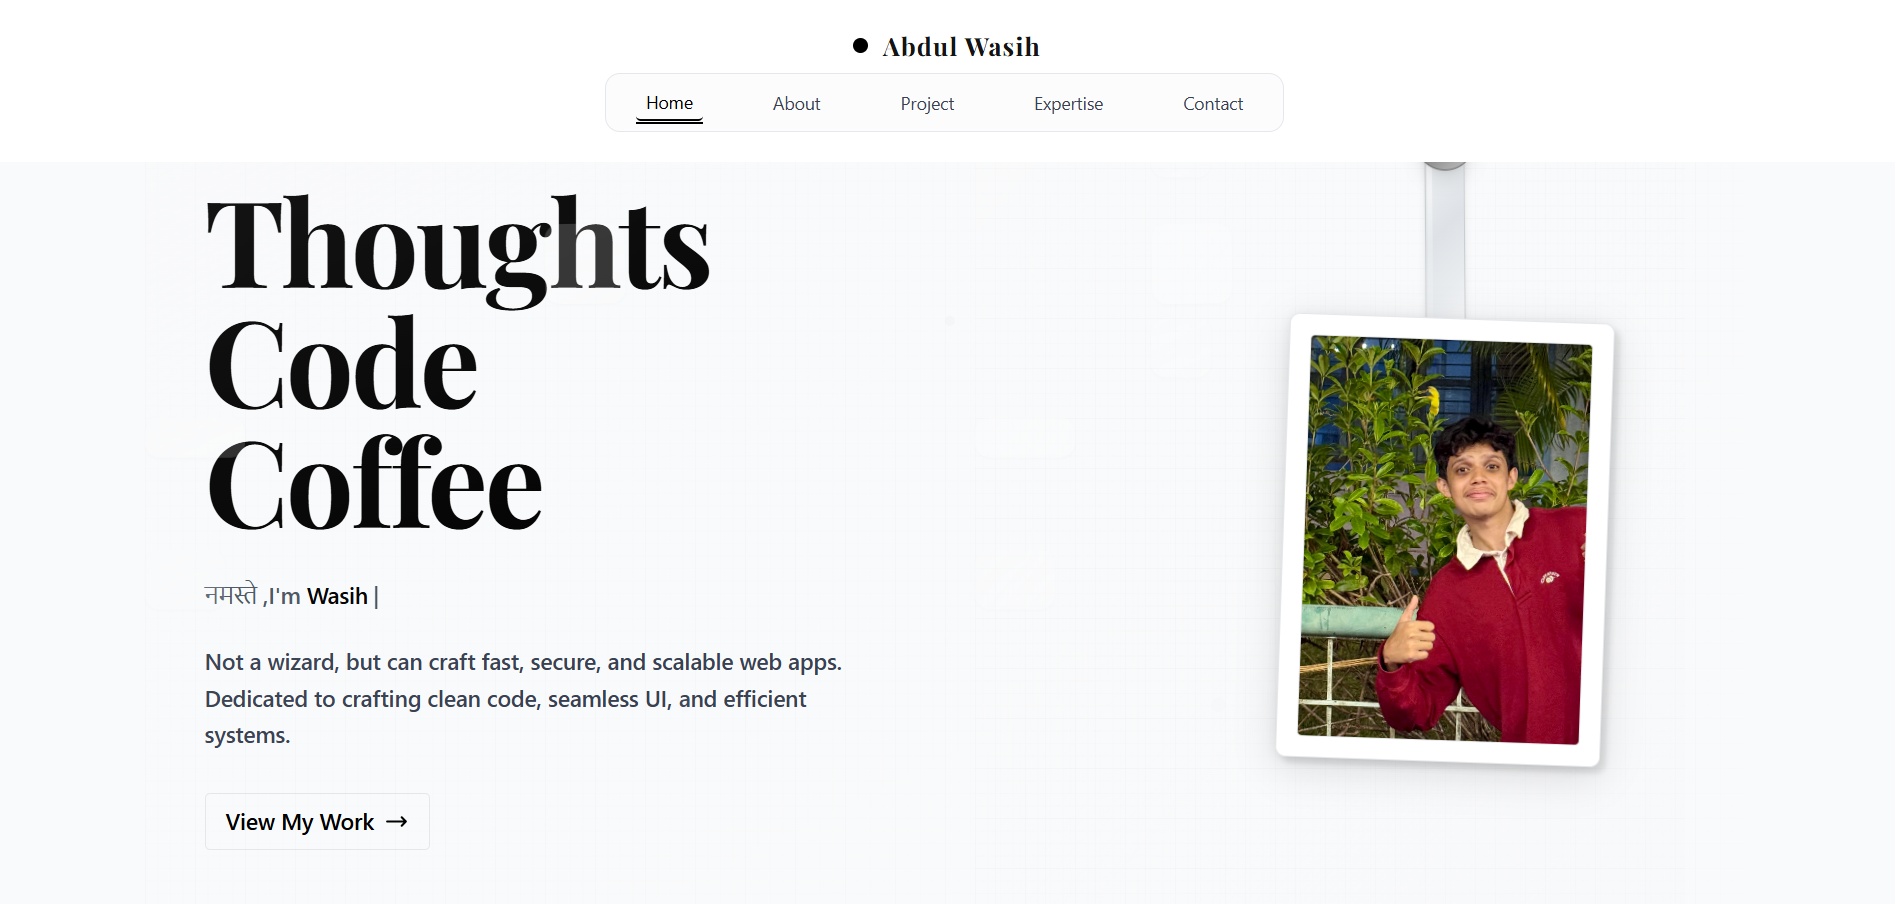 Abdul Wasih
Home About Project Expertise Contact
Thoughts
Code
Coffee
नमस्ते ,I'm Wasih |
Not a wizard, but can craft fast, secure, and scalable web apps.
Dedicated to crafting clean code, seamless UI, and efficient
systems.
View My Work →